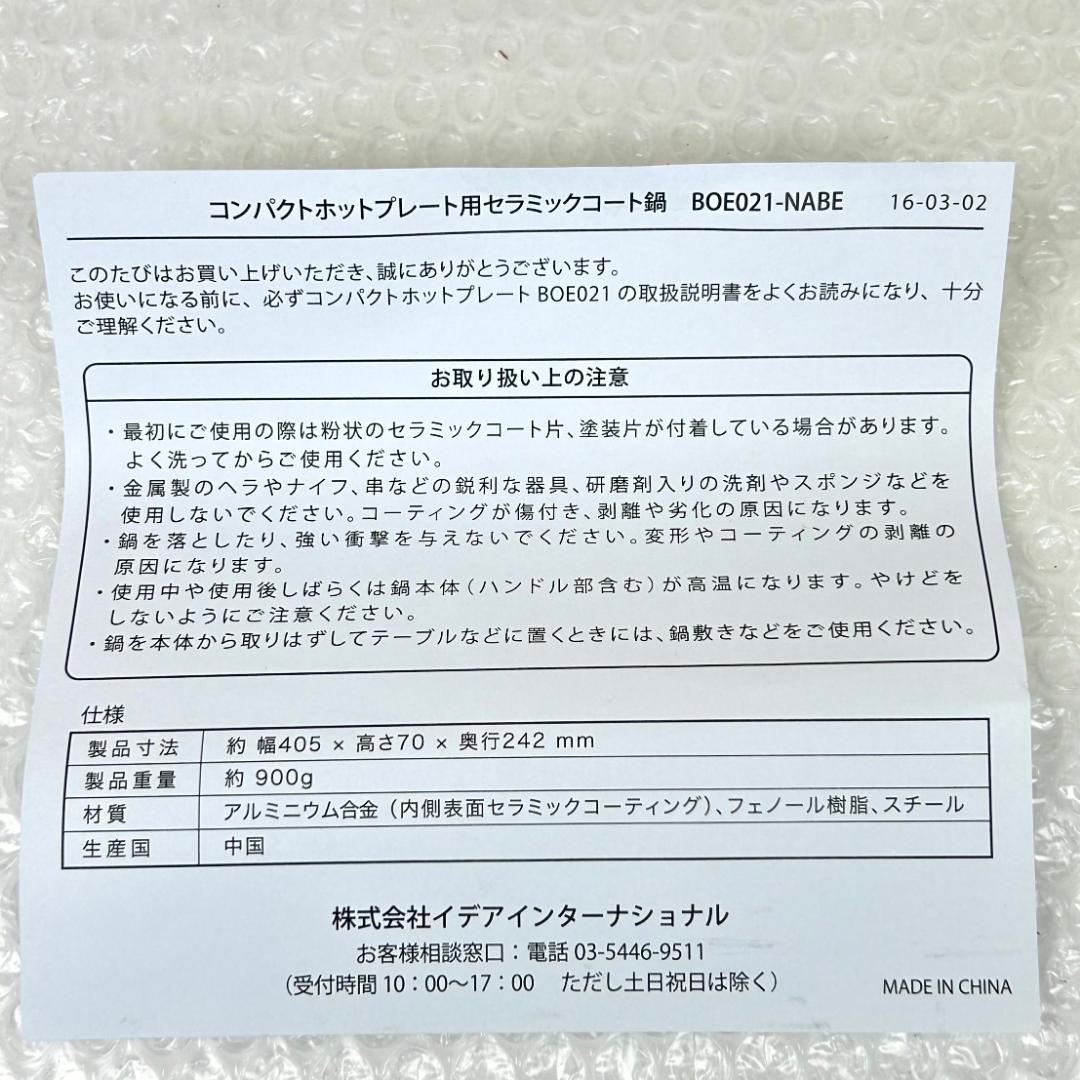 コンパクトホットプレート用セラミックコート鍋 BOE021-NABE 16-03-02
このたびはお買い上げいただき、誠にありがとうございます。
お使いになる前に、必ずコンパクトホットプレート BOE021 の取扱説明書をよくお読みになり、十分
ご理解ください。
お取り扱い上の注意
・最初にご使用の際は粉状のセラミックコート片、塗装片が付着している場合があります。
よく洗ってからご使用ください。
・金属製のヘラやナイフ、串などの鋭利な器具、研磨剤入りの洗剤やスポンジなどを
使用しないでください。コーティングが傷付き、剥離や劣化の原因になります。
・鍋を落としたり、強い衝撃を与えないでください。変形やコーティングの剥離の
原因になります。
・使用中や使用後しばらくは鍋本体（ハンドル部含む）が高温になります。やけどを
しないようにご注意ください。
・鍋を本体から取りはずしてテーブルなどに置くときには、鍋敷きなどをご使用ください。
仕様
製品寸法 約 幅405 × 高さ70 × 奥行242 mm
製品重量 約 900g
材質 アルミニウム合金（内側表面セラミックコーティング）、フェノール樹脂、スチール
生産国 中国
株式会社イデアインターナショナル
お客様相談窓口：電話 03-5446-9511
（受付時間 10：00〜17：00 ただし土日祝日は除く）
MADE IN CHINA